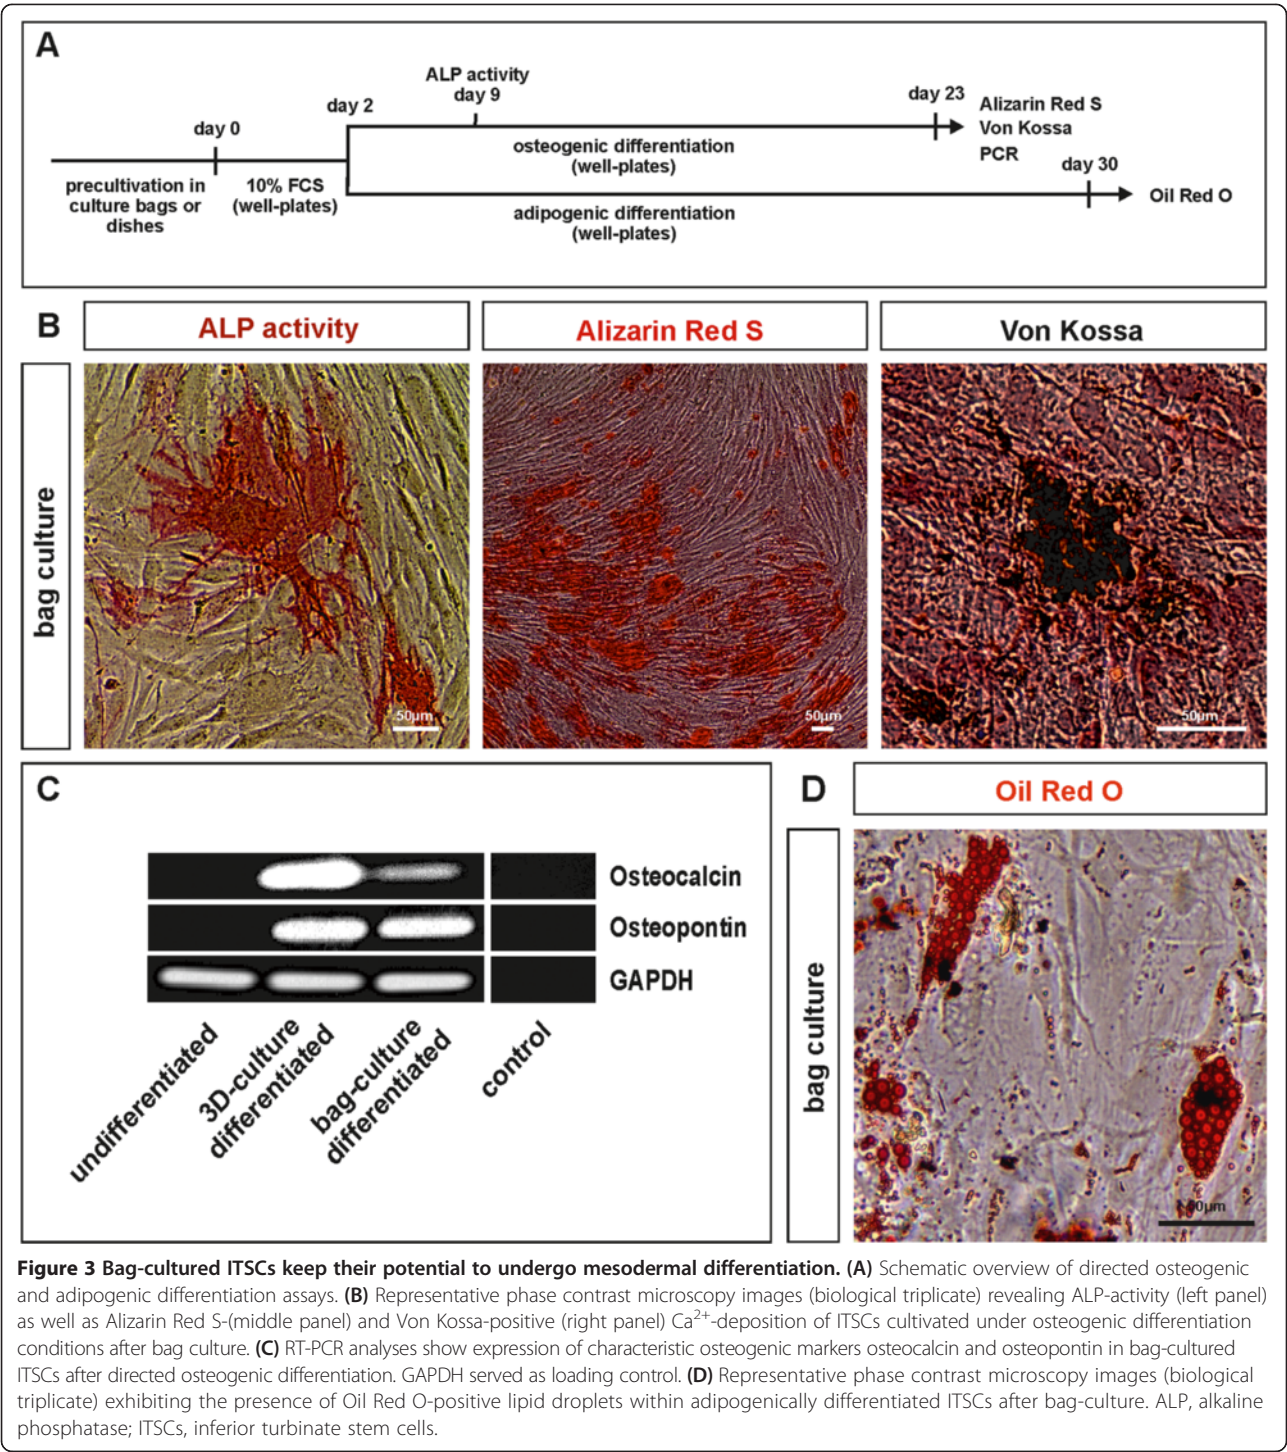 A
ALP activity
day 9
day 2
day 0
day 23
Alizarin Red S
Von Kossa
PCR
osteogenic differentiation
(well-plates)
day 30
precultivation in
culture bags or
dishes
10% FCS
(well-plates)
Oil Red O
adipogenic differentiation
(well-plates)
B
ALP activity
Alizarin Red S
Von Kossa
bag culture
50µm
50µm
50µm
C
Osteocalcin
Osteopontin
GAPDH
undifferentiated
3D-culture
differentiated
bag-culture
differentiated
control
D
Oil Red O
bag culture
Figure 3 Bag-cultured ITSCs keep their potential to undergo mesodermal differentiation. (A) Schematic overview of directed osteogenic
and adipogenic differentiation assays. (B) Representative phase contrast microscopy images (biological triplicate) revealing ALP-activity (left panel)
as well as Alizarin Red S-(middle panel) and Von Kossa-positive (right panel) Ca²⁺-deposition of ITSCs cultivated under osteogenic differentiation
conditions after bag culture. (C) RT-PCR analyses show expression of characteristic osteogenic markers osteocalcin and osteopontin in bag-cultured
ITSCs after directed osteogenic differentiation. GAPDH served as loading control. (D) Representative phase contrast microscopy images (biological
triplicate) exhibiting the presence of Oil Red O-positive lipid droplets within adipogenically differentiated ITSCs after bag-culture. ALP, alkaline
phosphatase; ITSCs, inferior turbinate stem cells.